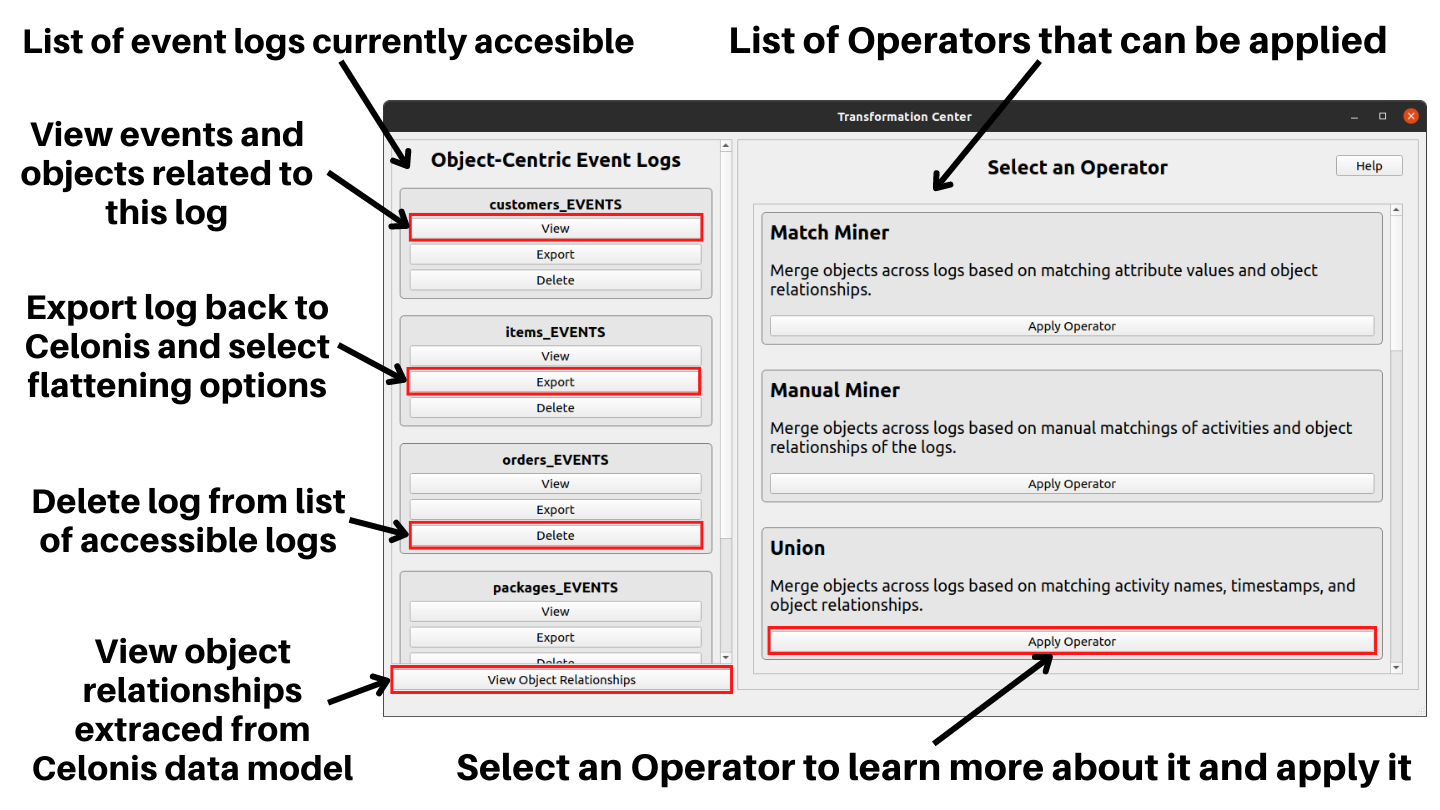 List of event logs currently accesible
List of Operators that can be applied
View events and
objects related to
this log
Export log back to
Celonis and select
flattening options
Delete log from list
of accessible logs
View object
relationships
extraced from
Celonis data model
Transformation Center
Object-Centric Event Logs
customers_EVENTS
View
Export
Delete
items_EVENTS
View
Export
Delete
orders_EVENTS
View
Export
Delete
packages_EVENTS
View
Export
Delete
View Object Relationships
Select an Operator
Help
Match Miner
Merge objects across logs based on matching attribute values and object
relationships.
Apply Operator
Manual Miner
Merge objects across logs based on manual matchings of activities and object
relationships of the logs.
Apply Operator
Union
Merge objects across logs based on matching activity names, timestamps, and
object relationships.
Apply Operator
Select an Operator to learn more about it and apply it